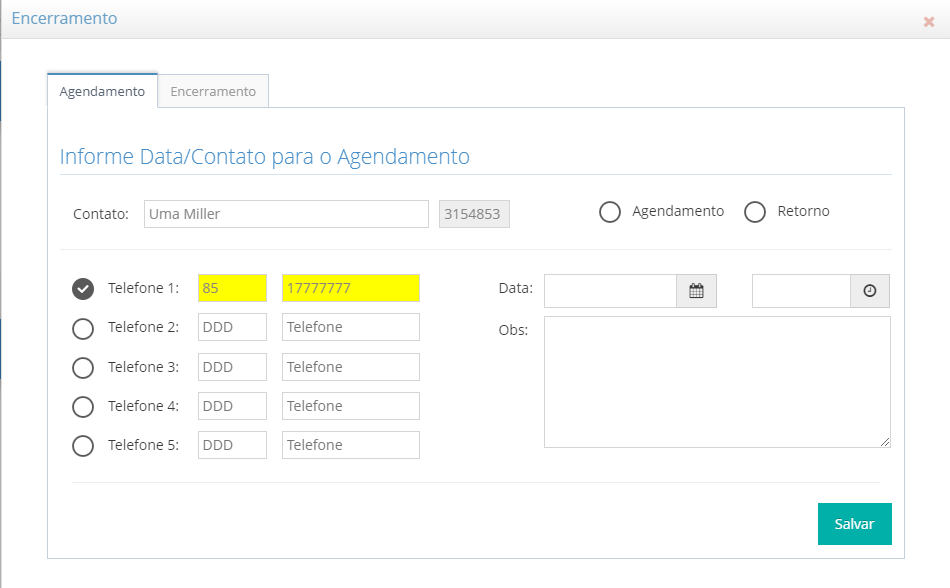 Encerramento
Agendamento Encerramento
Informe Data/Contato para o Agendamento
Contato: Uma Miller 3154853 Agendamento Retorno
Telefone 1: 85 17777777 Data:
Telefone 2: DDD Telefone Obs:
Telefone 3: DDD Telefone
Telefone 4: DDD Telefone
Telefone 5: DDD Telefone
Salvar